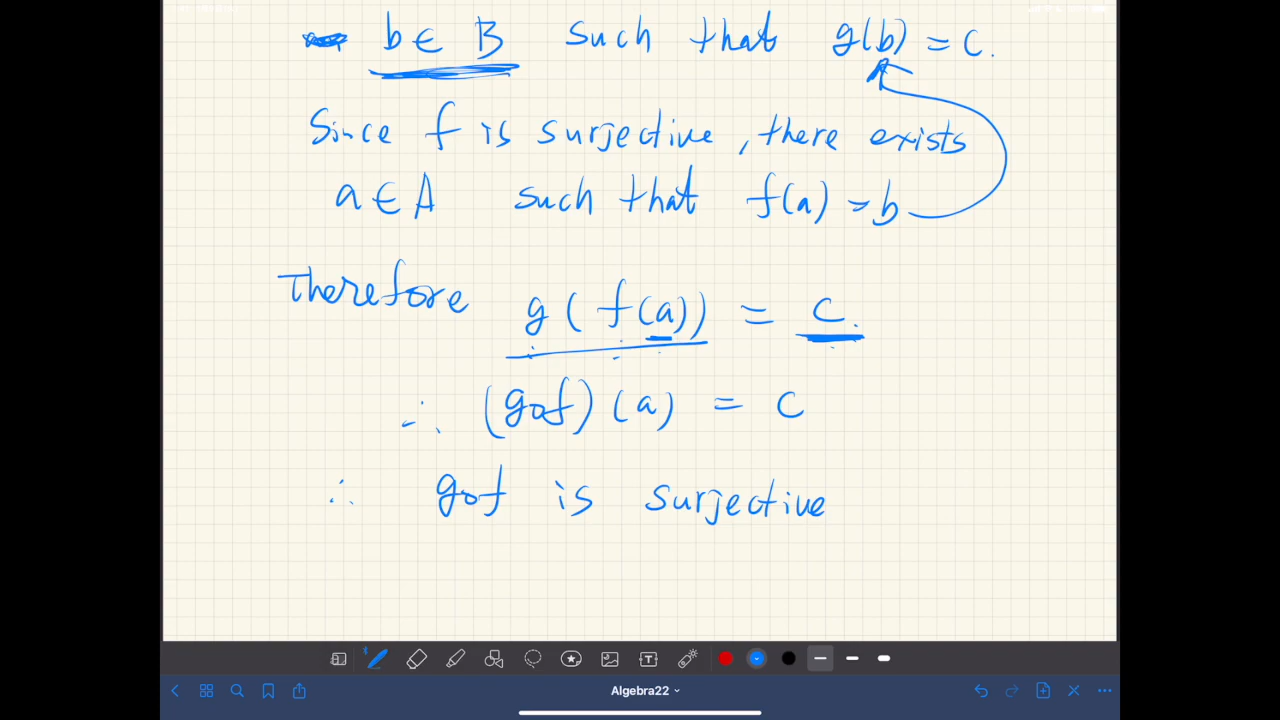 b ∈ B such that g(b) = c.
Since f is surjective, there exists
a ∈ A such that f(a) = b
Therefore g(f(a)) = c.
∴ (g∘f)(a) = c
∴ g∘f is surjective
Algebra22